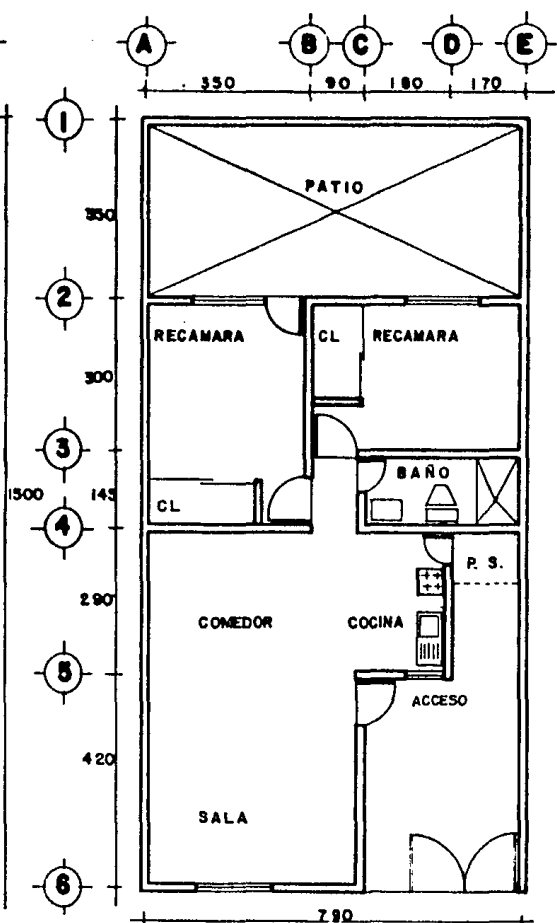 A B C D E
350 90 180 170
1
PATIO
350
2
RECAMARA CL RECAMARA
300
3
BAÑO
1500 145
CL
4
P. S.
290 COMEDOR COCINA
5
ACCESO
420
SALA
6
790